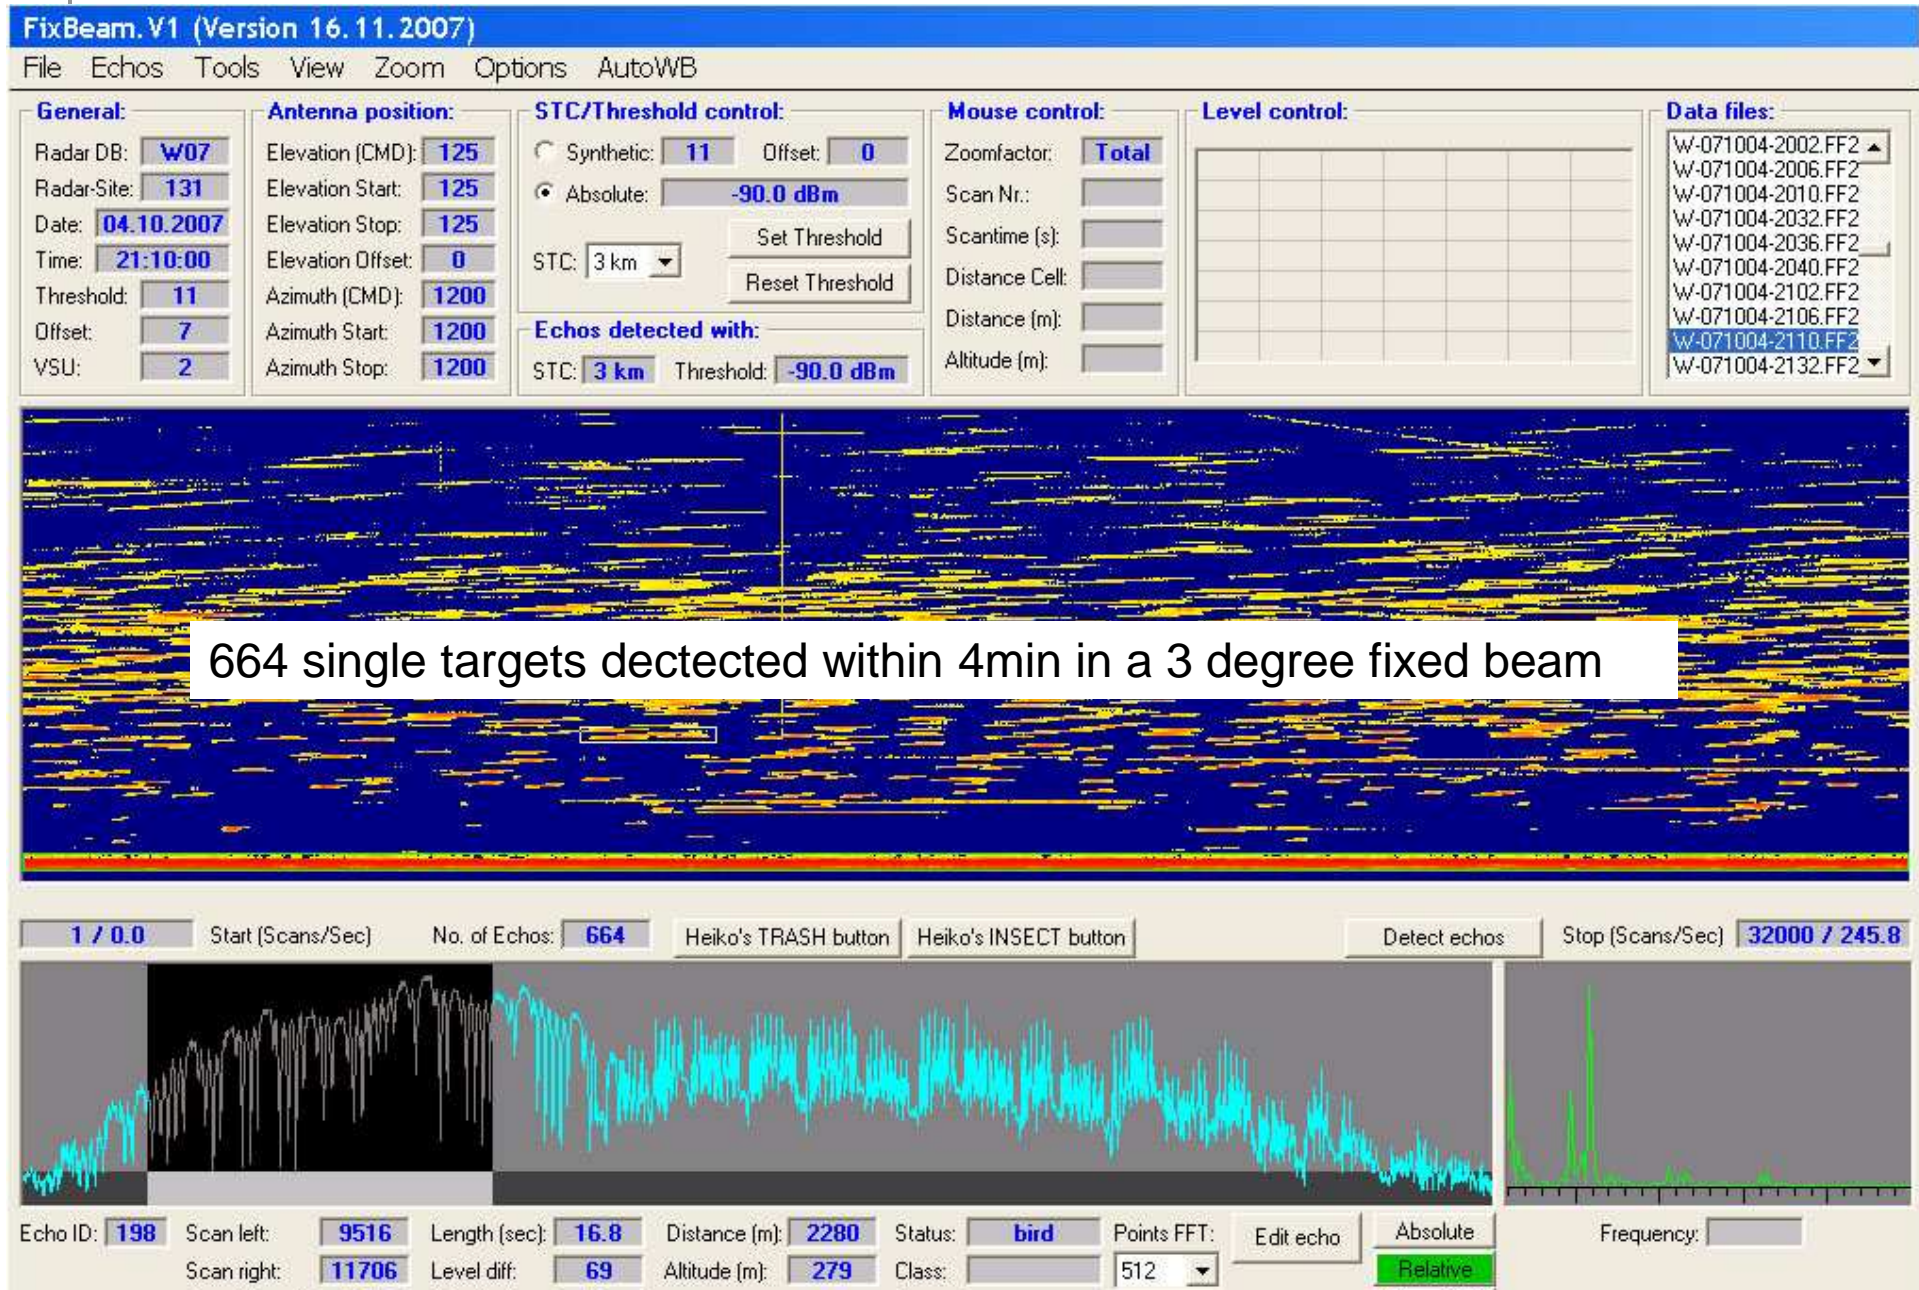 FixBeam.V1 (Version 16.11.2007)
File Echos Tools View Zoom Options AutoWB
General:
Radar DB: W07
Radar-Site: 131
Date: 04.10.2007
Time: 21:10:00
Threshold: 11
Offset: 7
VSU: 2
Antenna position:
Elevation (CMD): 125
Elevation Start: 125
Elevation Stop: 125
Elevation Offset: 0
Azimuth (CMD): 1200
Azimuth Start: 1200
Azimuth Stop: 1200
STC/Threshold control:
Synthetic: 11 Offset: 0
Absolute: -90.0 dBm
Set Threshold
STC: 3 km
Reset Threshold
Echos detected with:
STC: 3 km Threshold: -90.0 dBm
Mouse control:
Zoomfactor: Total
Scan Nr.:
Scantime (s):
Distance Cell:
Distance (m):
Altitude (m):
Level control:
Data files:
W-071004-2002.FF2
W-071004-2006.FF2
W-071004-2010.FF2
W-071004-2032.FF2
W-071004-2036.FF2
W-071004-2040.FF2
W-071004-2102.FF2
W-071004-2106.FF2
W-071004-2110.FF2
W-071004-2132.FF2
664 single targets dectected within 4min in a 3 degree fixed beam
1 / 0.0 Start (Scans/Sec) No. of Echos: 664 Heiko's TRASH button Heiko's INSECT button Detect echos Stop (Scans/Sec) 32000 / 245.8
Echo ID: 198 Scan left: 9516 Length (sec): 16.8 Distance (m): 2280 Status: bird Points FFT: Edit echo Absolute Frequency:
Scan right: 11706 Level diff: 69 Altitude (m): 279 Class: 512 Relative